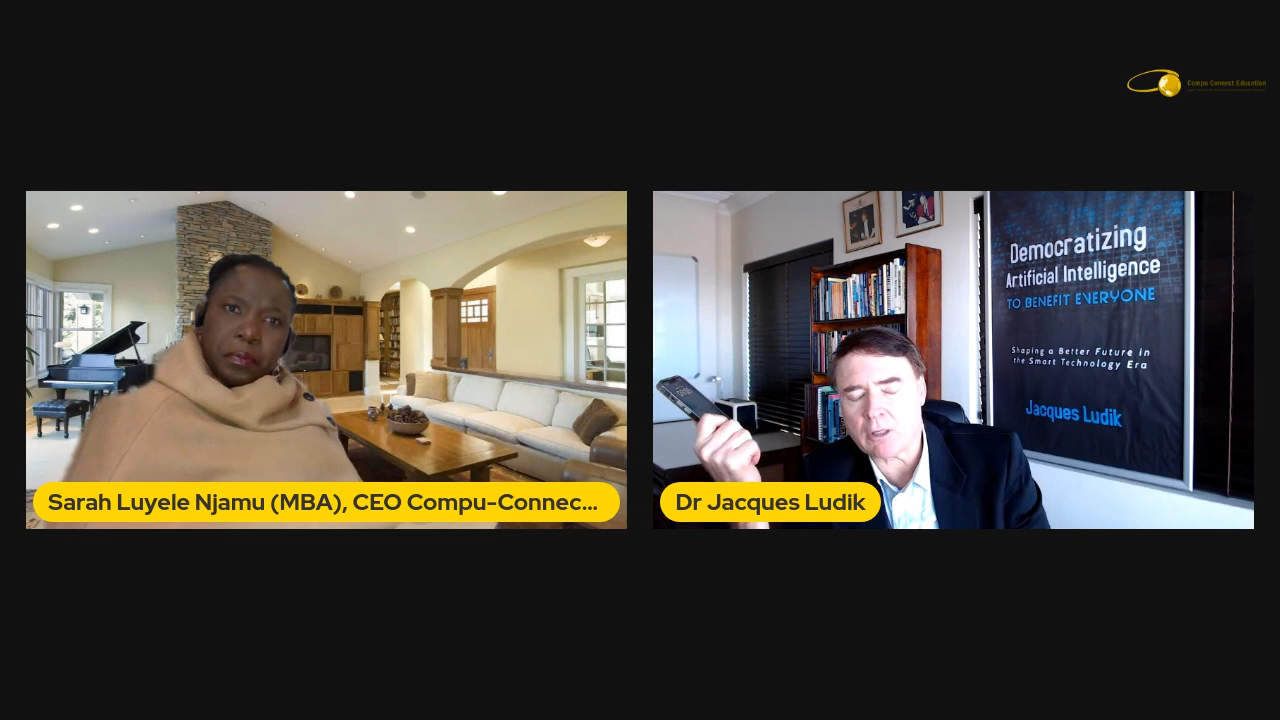 Compu Connect Education
Democratizing
Artificial Intelligence
TO BENEFIT EVERYONE
Shaping a Better Future in
the Smart Technology Era
Jacques Ludik
Sarah Luyele Njamu (MBA), CEO Compu-Connec...
Dr Jacques Ludik